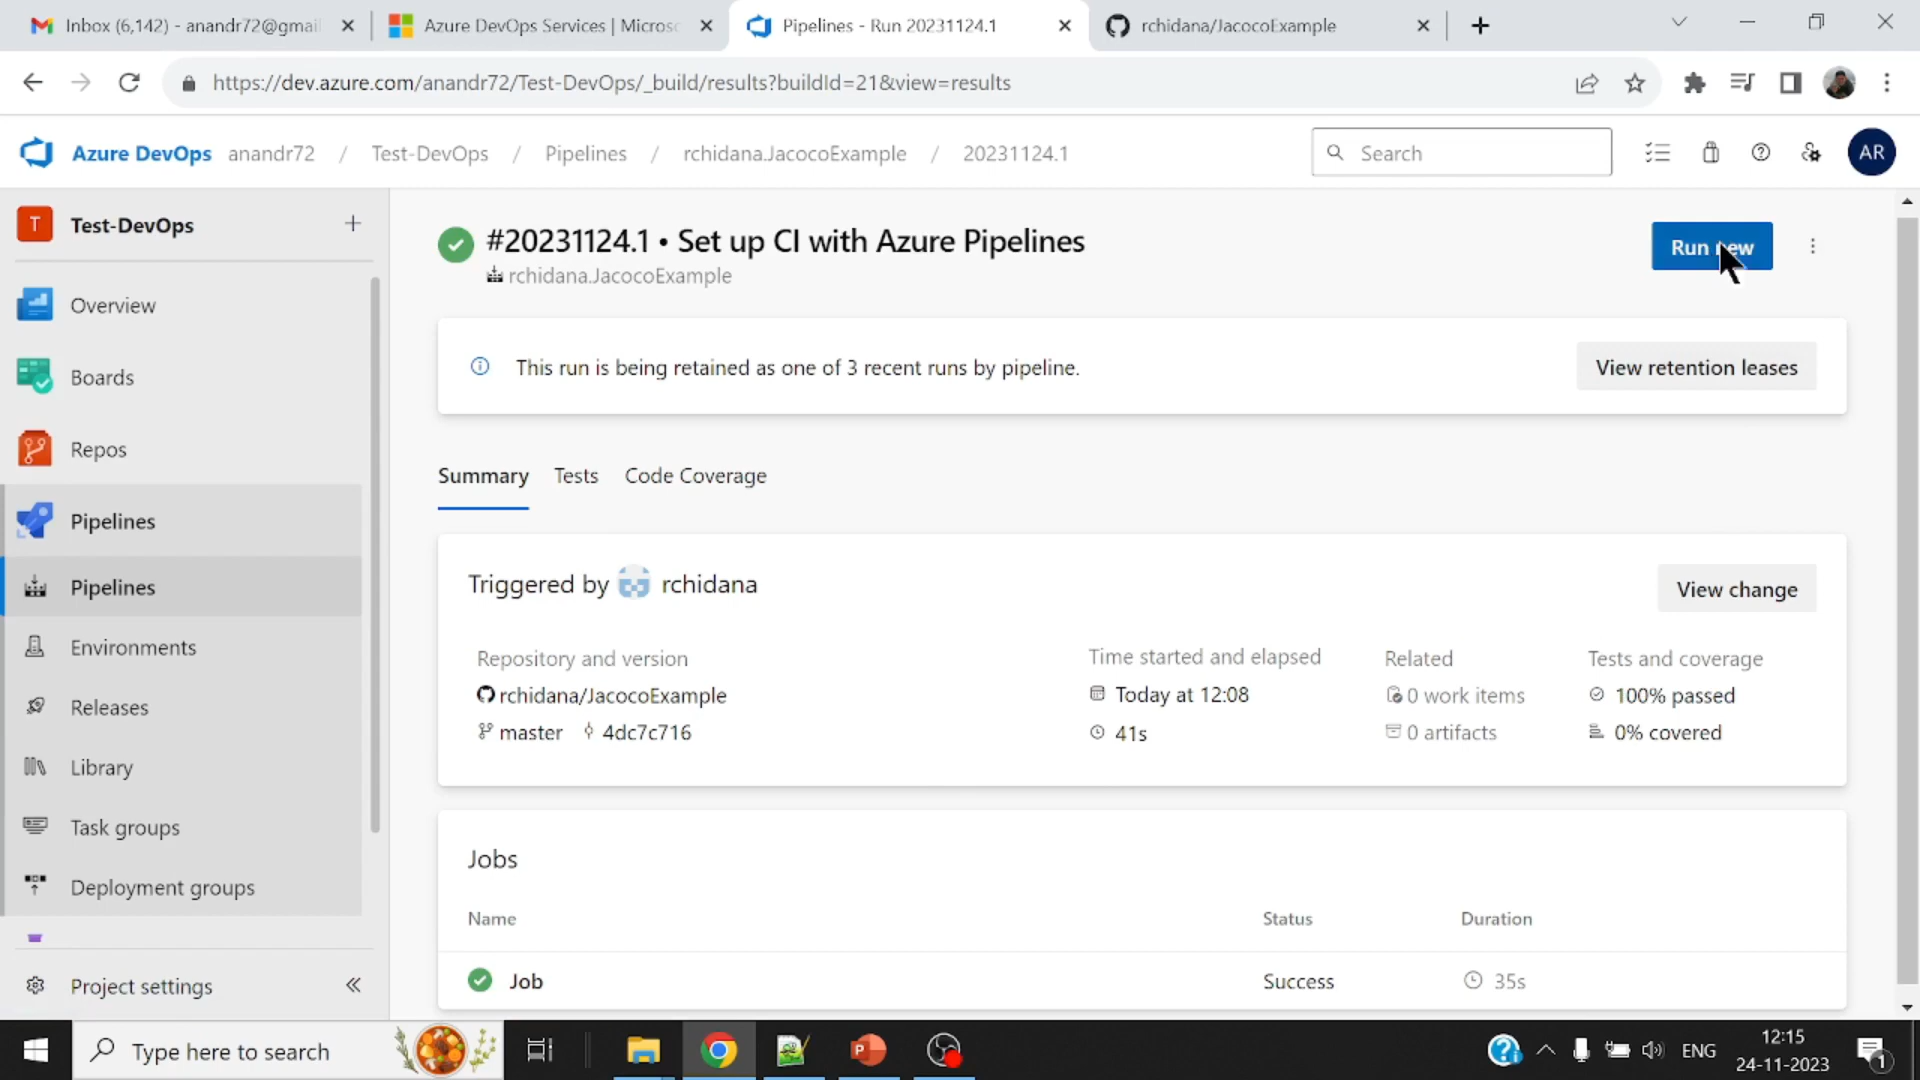 Inbox (6,142) - anandr72@gmail
Azure DevOps Services | Micros
Pipelines - Run 20231124.1
rchidana/JacocoExample
https://dev.azure.com/anandr72/Test-DevOps/_build/results?buildId=21&view=results
Azure DevOps anandr72 / Test-DevOps / Pipelines / rchidana.JacocoExample / 20231124.1
Search
AR
T Test-DevOps
Overview
Boards
Repos
Pipelines
Pipelines
Environments
Releases
Library
Task groups
Deployment groups
Project settings
#20231124.1 • Set up CI with Azure Pipelines
rchidana.JacocoExample
Run new
This run is being retained as one of 3 recent runs by pipeline.
View retention leases
Summary Tests Code Coverage
Triggered by rchidana
View change
Repository and version
rchidana/JacocoExample
master 4dc7c716
Time started and elapsed
Today at 12:08
41s
Related
0 work items
0 artifacts
Tests and coverage
100% passed
0% covered
Jobs
Name Status Duration
Job Success 35s
Type here to search
ENG
12:15
24-11-2023
1